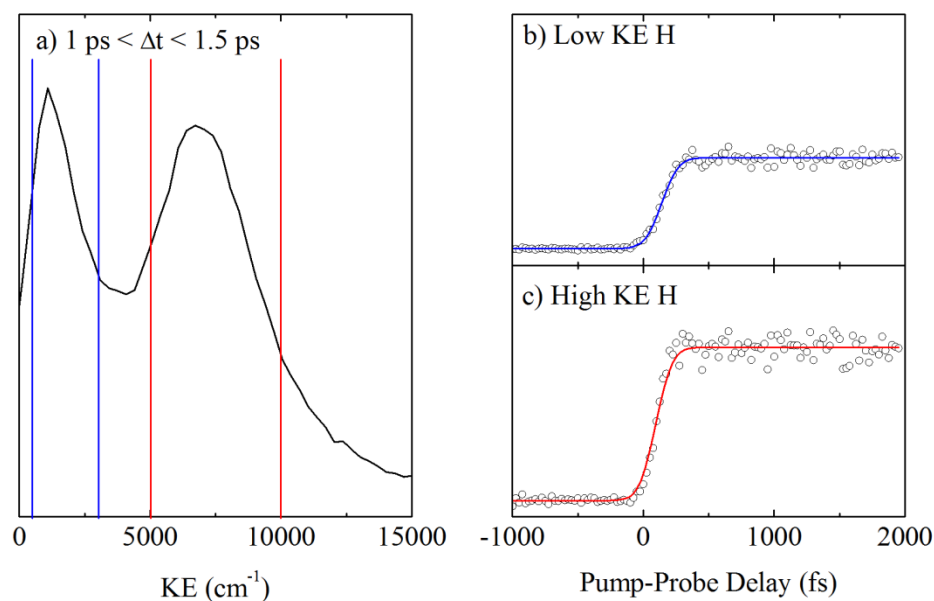 a) 1 ps < Δt < 1.5 ps
0 5000 10000 15000
KE (cm⁻¹)
b) Low KE H
c) High KE H
-1000 0 1000 2000
Pump-Probe Delay (fs)